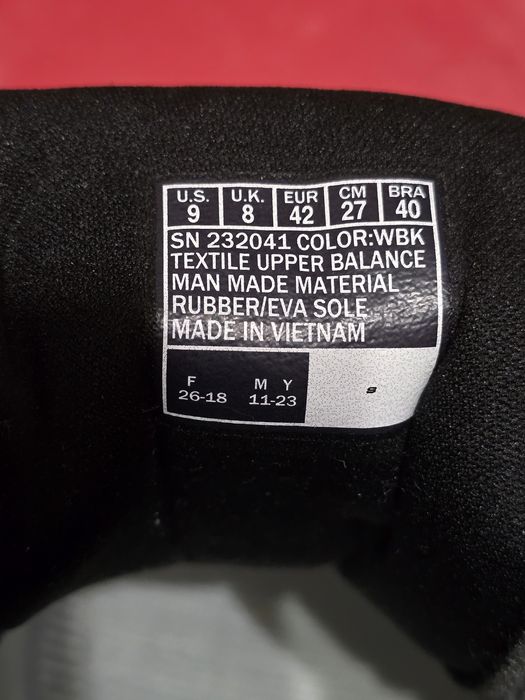 U.S. U.K. EUR CM BRA
9 8 42 27 40
SN 232041 COLOR:WBK
TEXTILE UPPER BALANCE
MAN MADE MATERIAL
RUBBER/EVA SOLE
MADE IN VIETNAM
F M Y
26-18 11-23
S